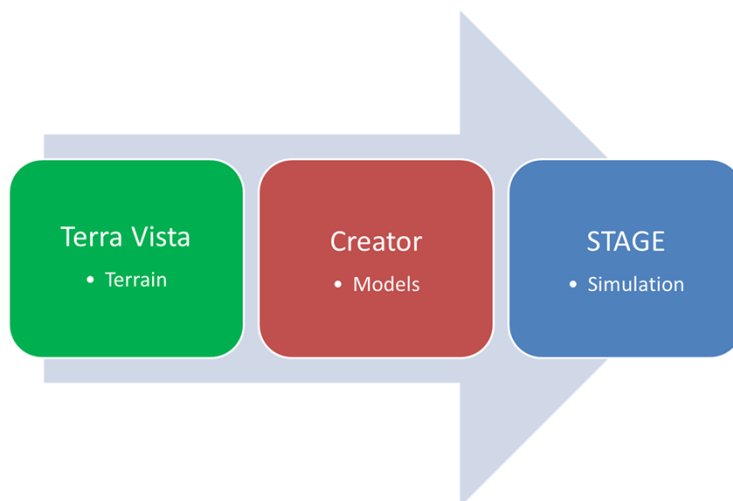 Terra Vista
• Terrain
Creator
• Models
STAGE
• Simulation